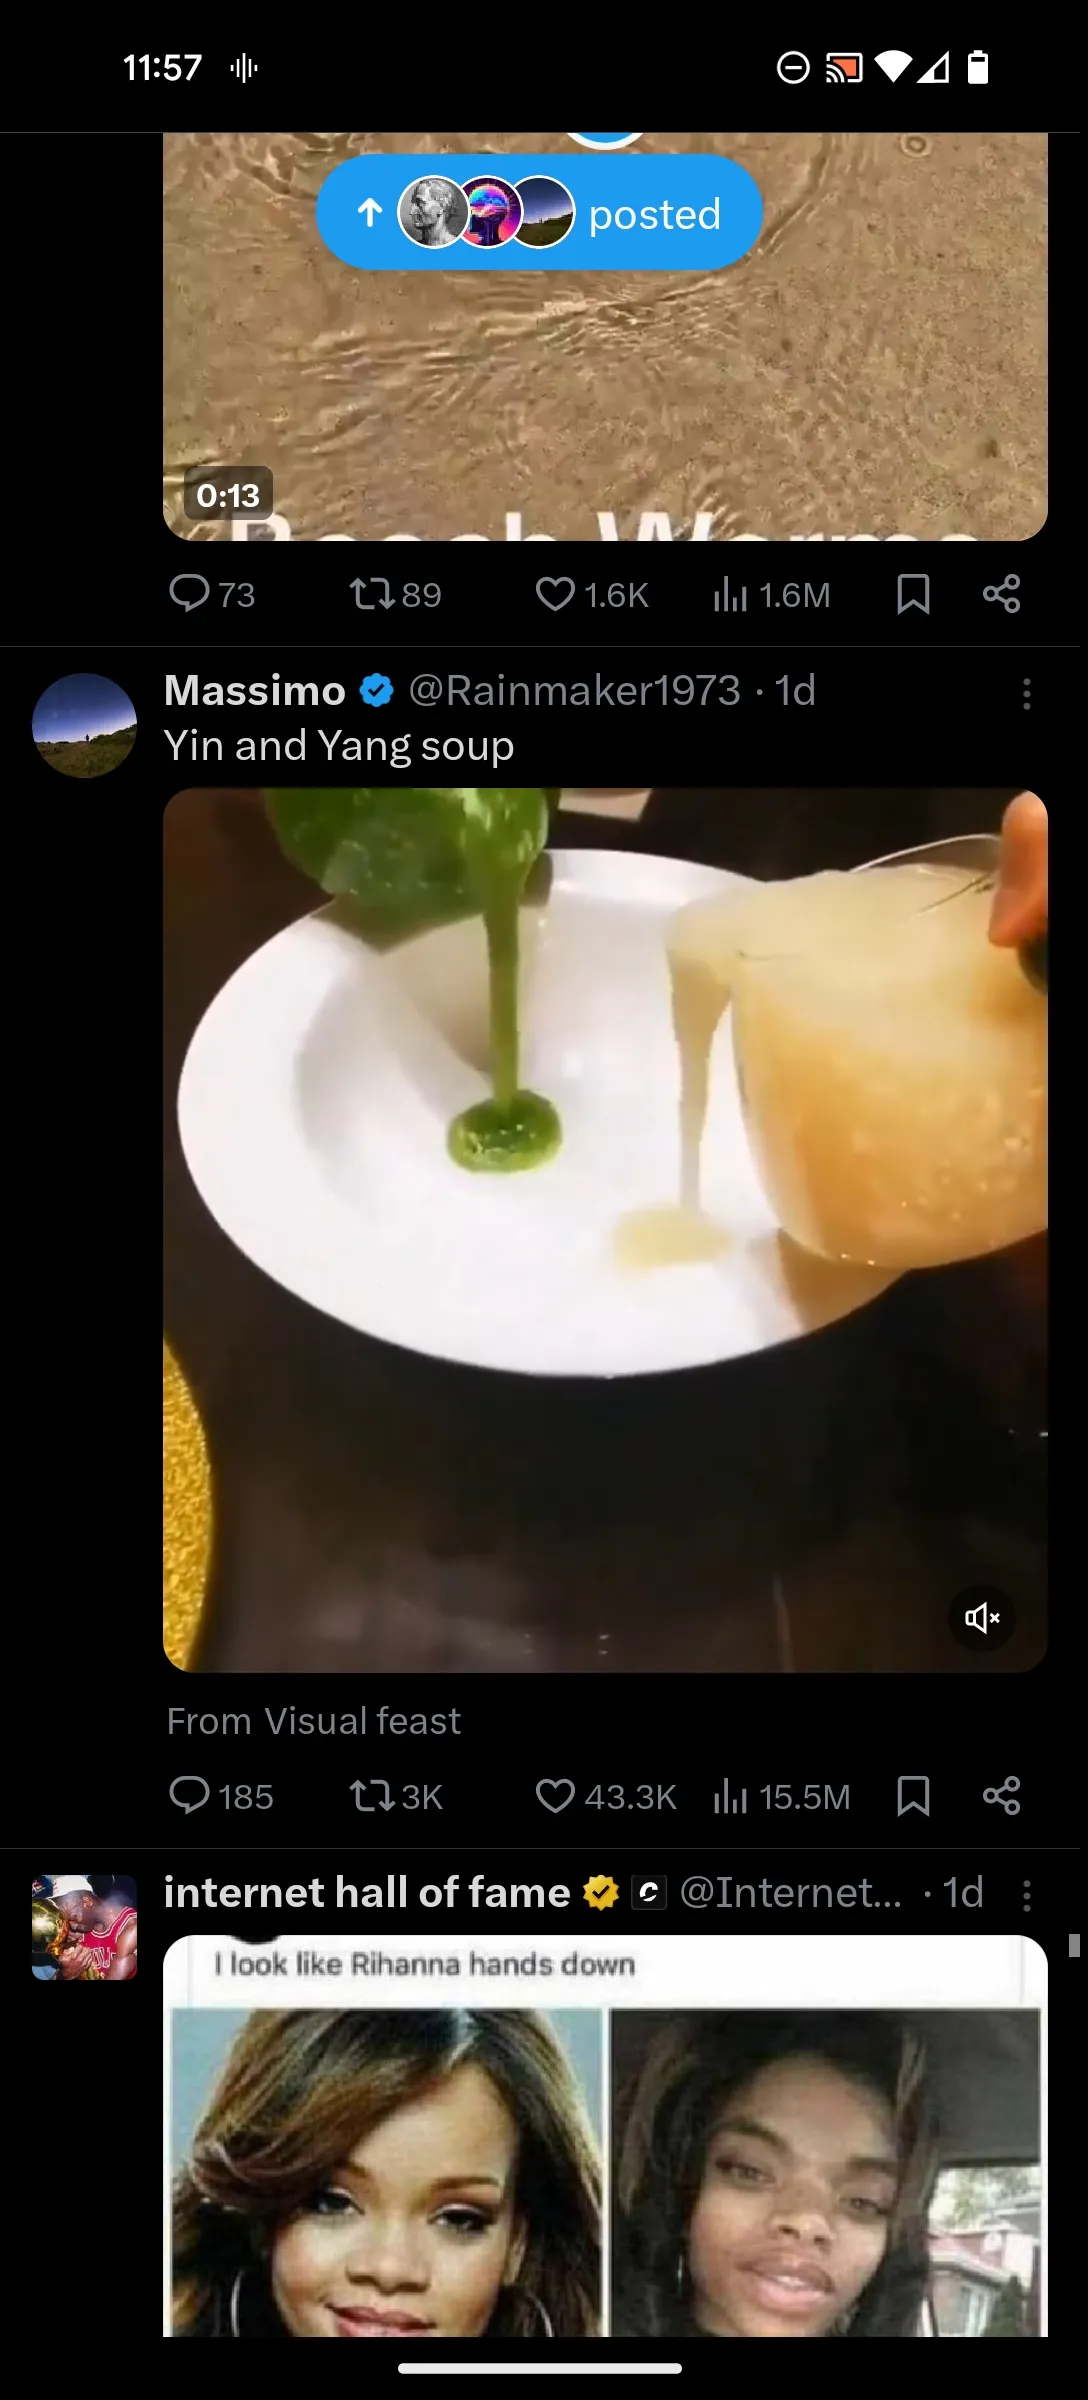 11:57
posted
0:13
Beach Worms
73 89 1.6K 1.6M
Massimo @Rainmaker1973 · 1d
Yin and Yang soup
From Visual feast
185 3K 43.3K 15.5M
internet hall of fame @Internet... · 1d
I look like Rihanna hands down